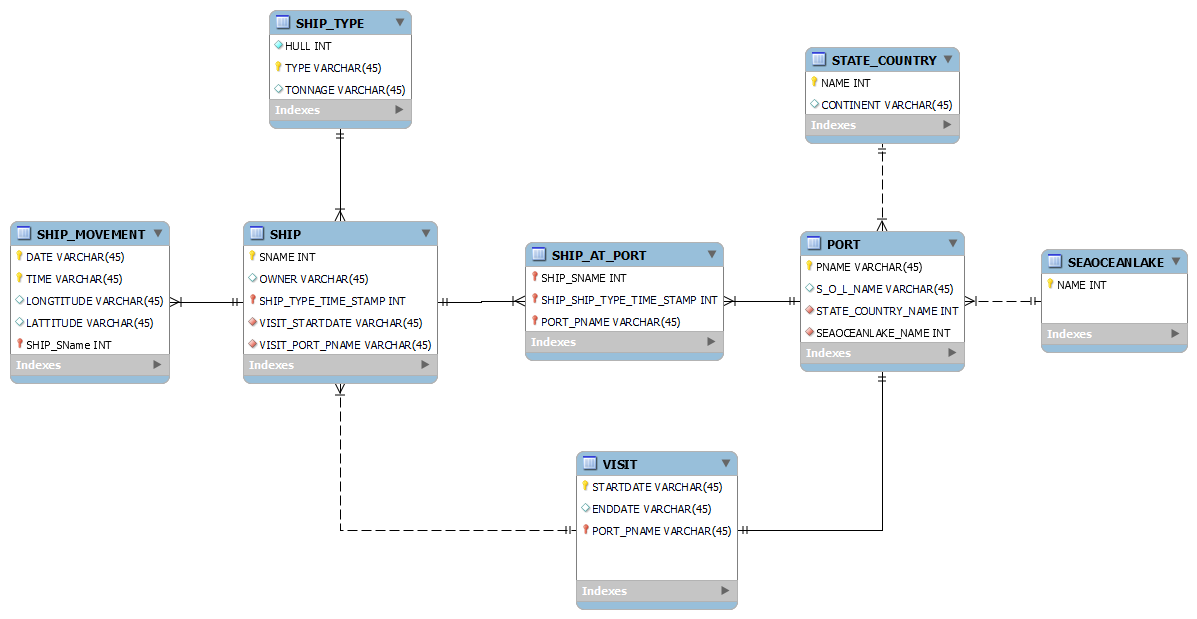 SHIP_TYPE
HULL INT
TYPE VARCHAR(45)
TONNAGE VARCHAR(45)
Indexes
STATE_COUNTRY
NAME INT
CONTINENT VARCHAR(45)
Indexes
SHIP_MOVEMENT
DATE VARCHAR(45)
TIME VARCHAR(45)
LONGTITUDE VARCHAR(45)
LATTITUDE VARCHAR(45)
SHIP_SName INT
Indexes
SHIP
SNAME INT
OWNER VARCHAR(45)
SHIP_TYPE_TIME_STAMP INT
VISIT_STARTDATE VARCHAR(45)
VISIT_PORT_PNAME VARCHAR(45)
Indexes
SHIP_AT_PORT
SHIP_SNAME INT
SHIP_SHIP_TYPE_TIME_STAMP INT
PORT_PNAME VARCHAR(45)
Indexes
PORT
PNAME VARCHAR(45)
S_O_L_NAME VARCHAR(45)
STATE_COUNTRY_NAME INT
SEAOCEANLAKE_NAME INT
Indexes
SEAOCEANLAKE
NAME INT
Indexes
VISIT
STARTDATE VARCHAR(45)
ENDDATE VARCHAR(45)
PORT_PNAME VARCHAR(45)
Indexes